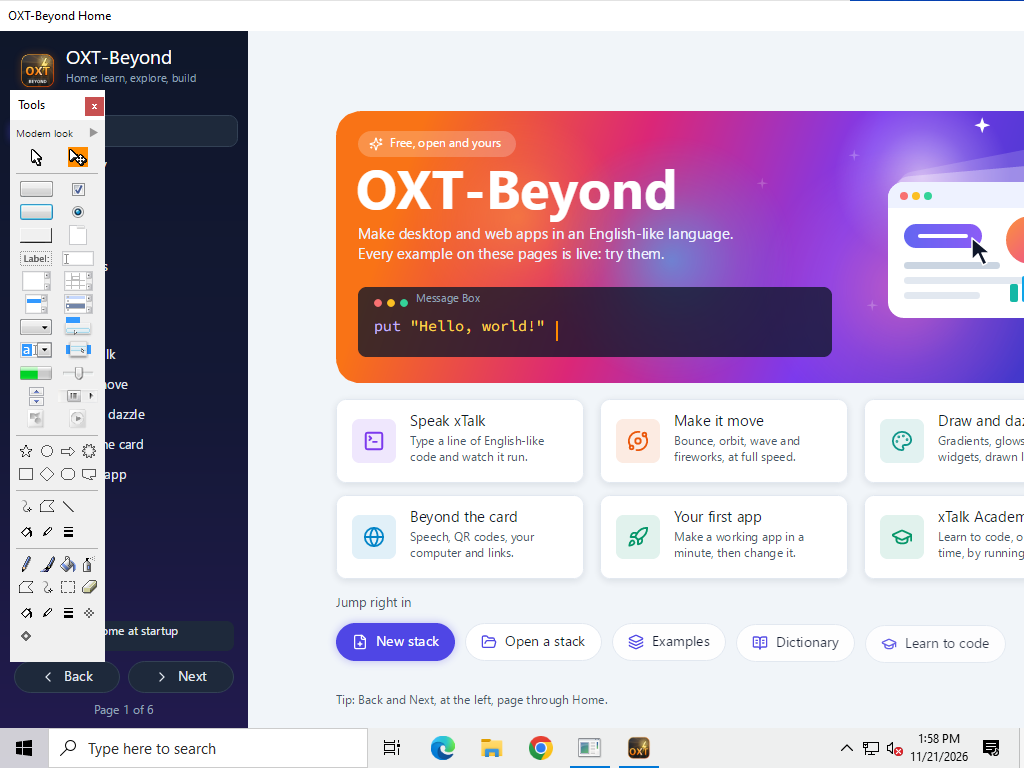 OXT-Beyond Home
OXT-Beyond
Home: learn, explore, build
OXT
BEYOND
Tools
x
Modern look
Label:
a
lk
move
dazzle
he card
app
ome at startup
Back
Next
Page 1 of 6
Free, open and yours
OXT-Beyond
Make desktop and web apps in an English-like language.
Every example on these pages is live: try them.
Message Box
put "Hello, world!"
Speak xTalk
Type a line of English-like
code and watch it run.
Make it move
Bounce, orbit, wave and
fireworks, at full speed.
Draw and daz
Gradients, glows
widgets, drawn l
Beyond the card
Speech, QR codes, your
computer and links.
Your first app
Make a working app in a
minute, then change it.
xTalk Academ
Learn to code, o
time, by running
Jump right in
New stack
Open a stack
Examples
Dictionary
Learn to code
Tip: Back and Next, at the left, page through Home.
Type here to search
OXT
1:58 PM
11/21/2026